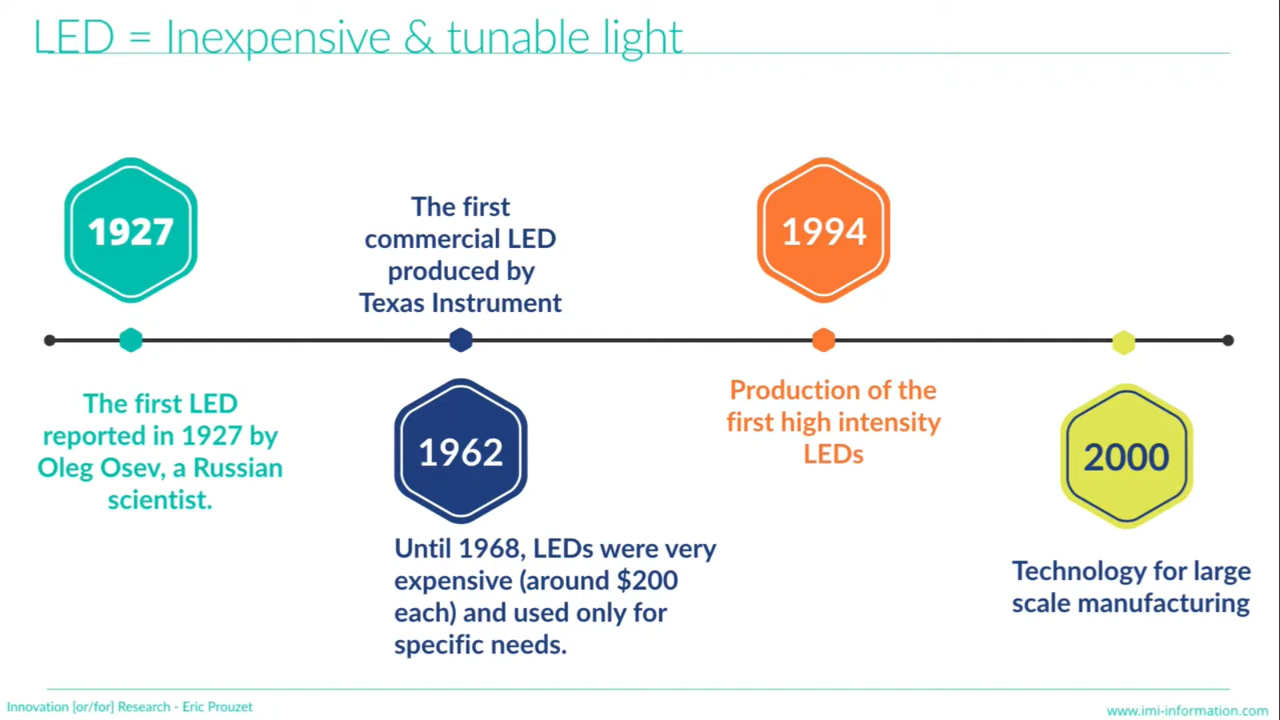 LED = Inexpensive & tunable light
1927
The first LED
reported in 1927 by
Oleg Osev, a Russian
scientist.
The first
commercial LED
produced by
Texas Instrument
1962
Until 1968, LEDs were very
expensive (around $200
each) and used only for
specific needs.
1994
Production of the
first high intensity
LEDs
2000
Technology for large
scale manufacturing
Innovation [or/for] Research - Eric Prouzet
www.imi-information.com